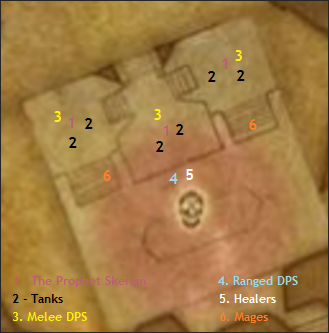 3
1
2
2
3
1
2
2
3
1
2
2
6
6
4
5
1. The Prophet Skeram
2 - Tanks
3. Melee DPS
4. Ranged DPS
5. Healers
6. Mages